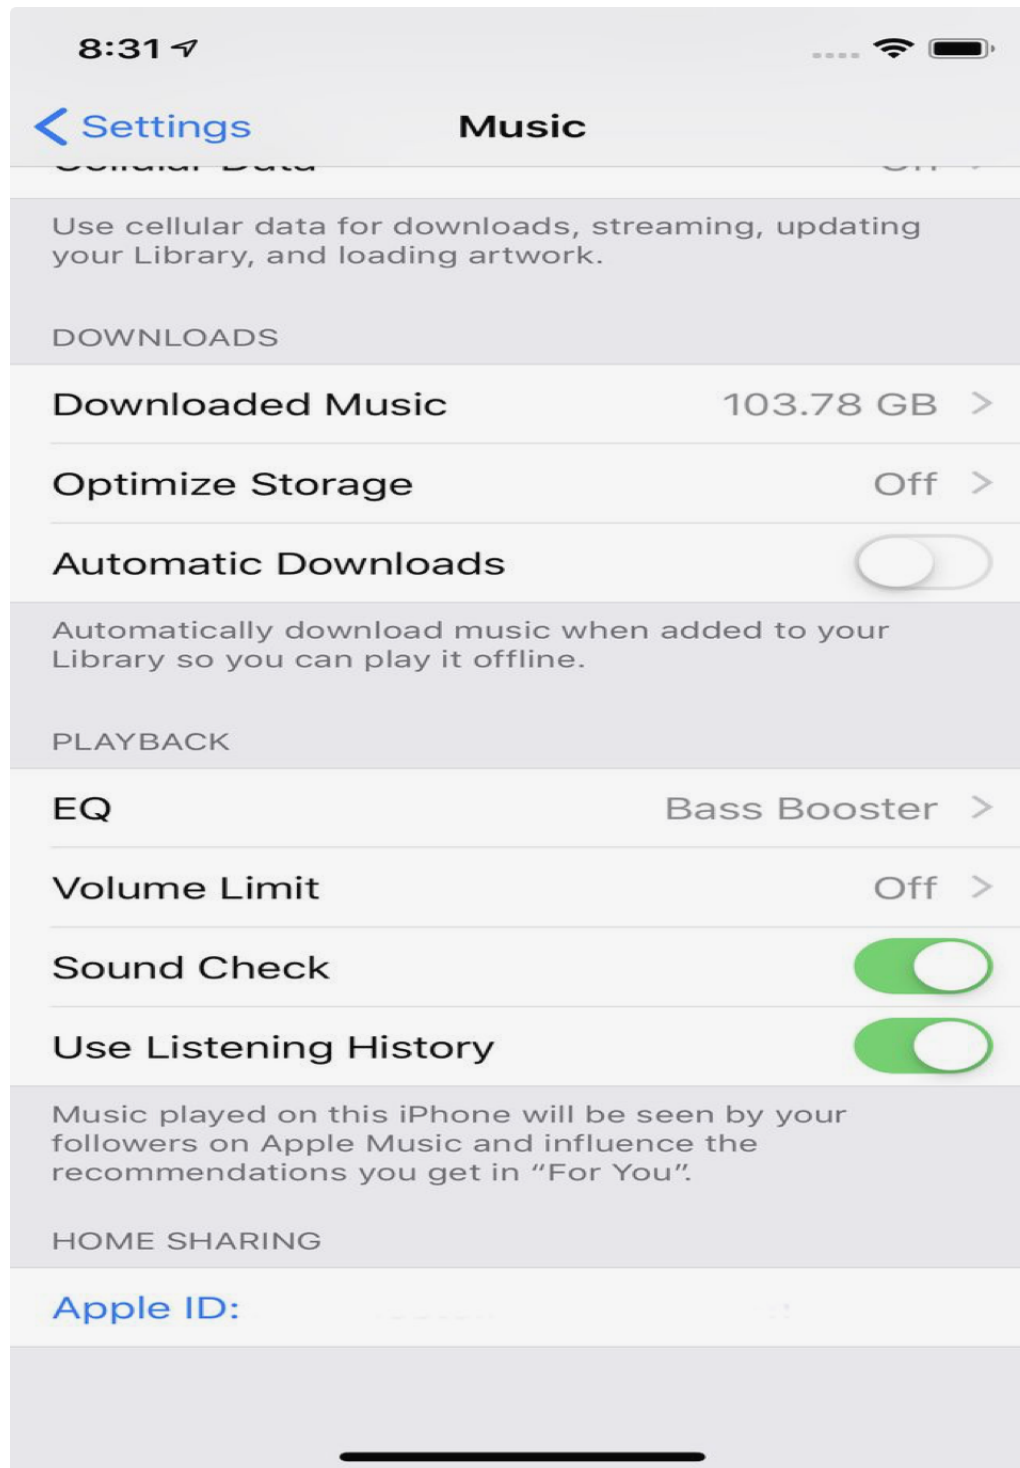 8:31
Settings
Music
Cellular Data
Use cellular data for downloads, streaming, updating
your Library, and loading artwork.
DOWNLOADS
Downloaded Music 103.78 GB
Optimize Storage Off
Automatic Downloads
Automatically download music when added to your
Library so you can play it offline.
PLAYBACK
EQ Bass Booster
Volume Limit Off
Sound Check
Use Listening History
Music played on this iPhone will be seen by your
followers on Apple Music and influence the
recommendations you get in “For You”.
HOME SHARING
Apple ID: